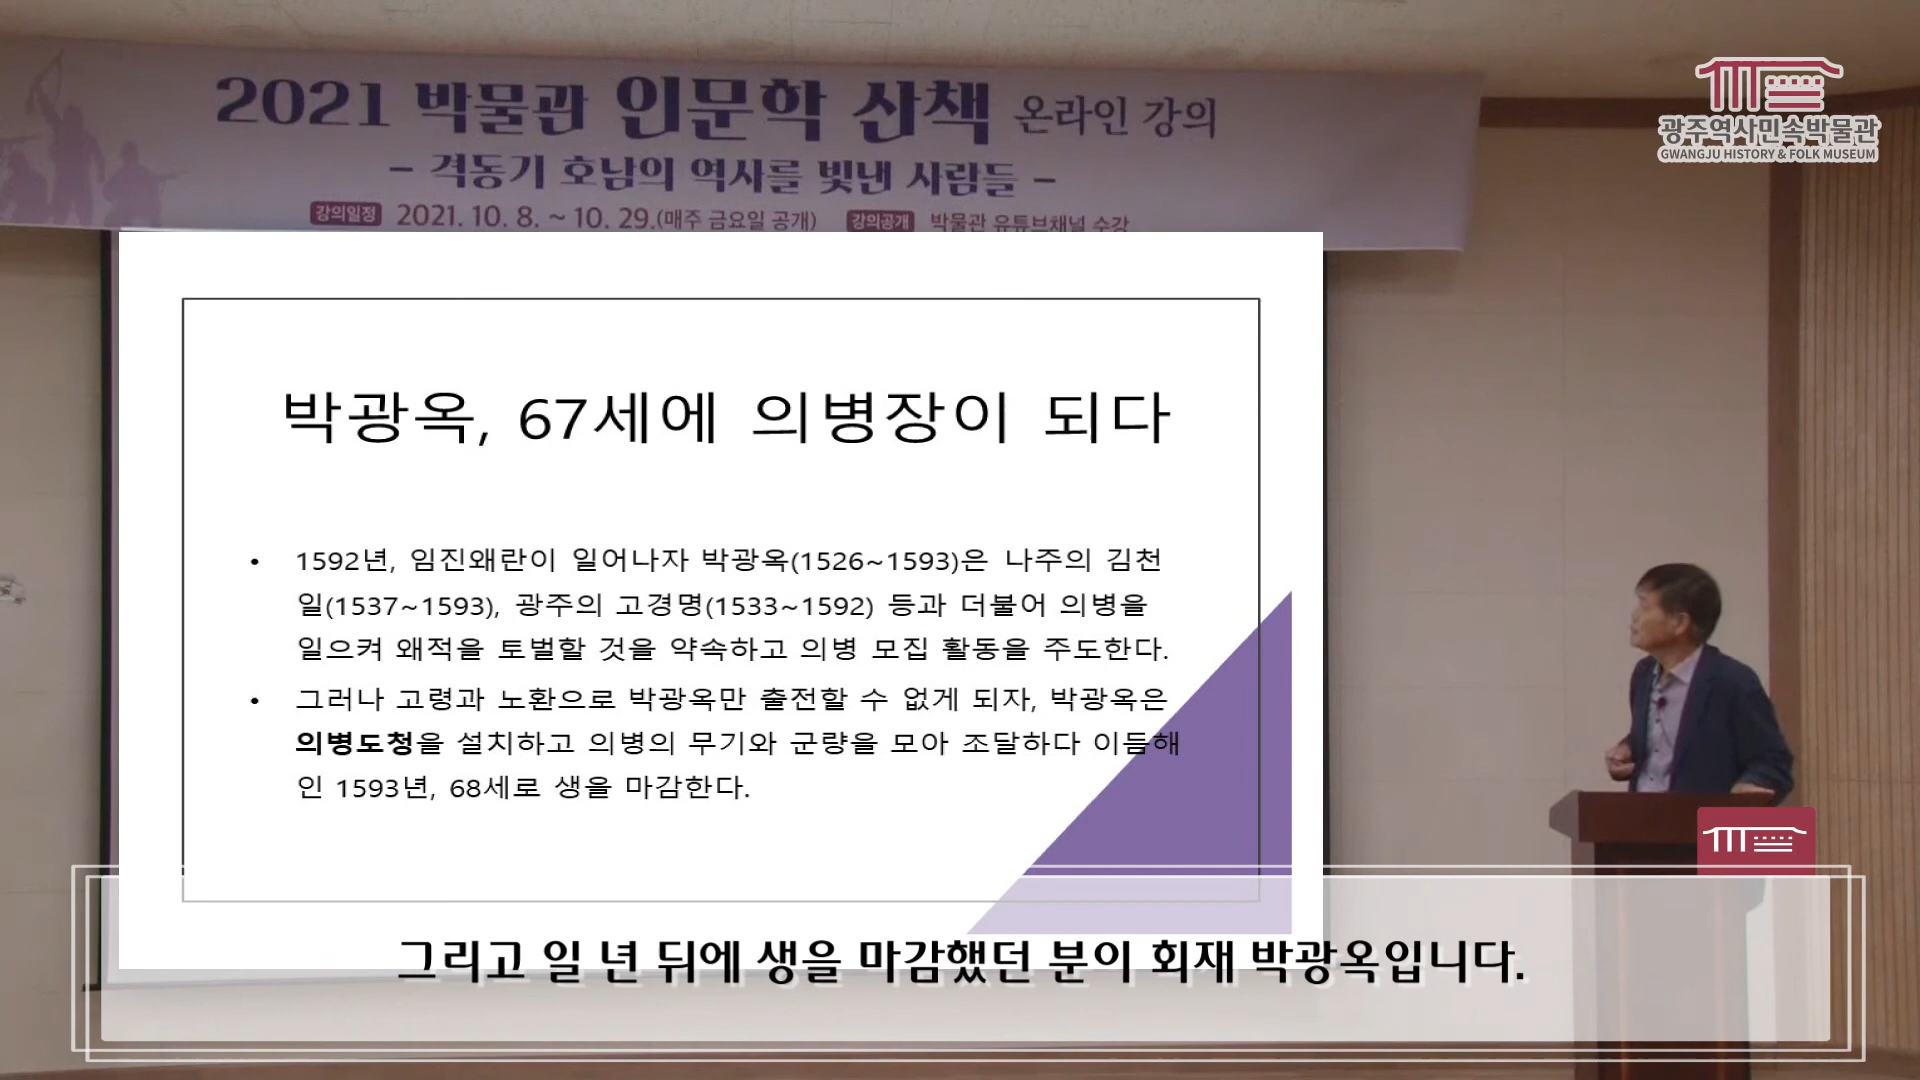 2021 박물관 인문학 산책 온라인 강의
- 격동기 호남의 역사를 빚낸 사람들 -
강의일정 2021. 10. 8. ~ 10. 29.(매주 금요일 공개) 강의공개 박물관 유튜브채널 수강
광주역사민속박물관
GWANGJU HISTORY & FOLK MUSEUM
박광옥, 67세에 의병장이 되다
• 1592년, 임진왜란이 일어나자 박광옥(1526~1593)은 나주의 김천
일(1537~1593), 광주의 고경명(1533~1592) 등과 더불어 의병을
일으켜 왜적을 토벌할 것을 약속하고 의병 모집 활동을 주도한다.
• 그러나 고령과 노환으로 박광옥만 출전할 수 없게 되자, 박광옥은
의병도청을 설치하고 의병의 무기와 군량을 모아 조달하다 이듬해
인 1593년, 68세로 생을 마감한다.
그리고 일 년 뒤에 생을 마감했던 분이 회재 박광옥입니다.